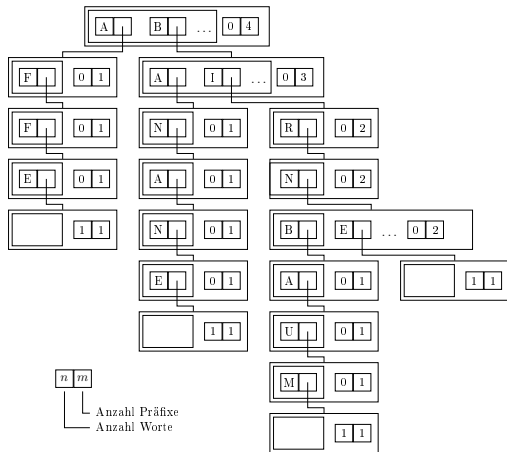 A B ... 0 4
F 0 1 A I ... 0 3
F 0 1 N 0 1 R 0 2
E 0 1 A 0 1 N 0 2
1 1 N 0 1 B E ... 0 2
E 0 1 A 0 1 1 1
1 1 U 0 1
n m M 0 1
Anzahl Präfixe
Anzahl Worte
1 1